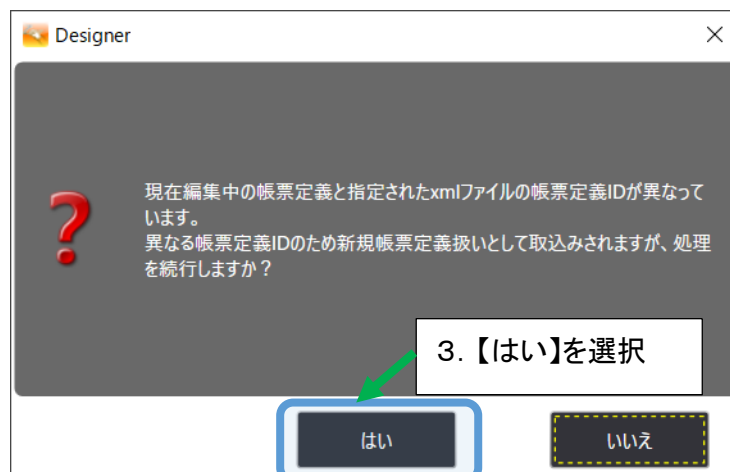 Designer
現在編集中の帳票定義と指定されたxmlファイルの帳票定義IDが異なって
います。
異なる帳票定義IDのため新規帳票定義扱いとして取込みされますが、処理
を続行しますか？
３．【はい】を選択
はい
いいえ